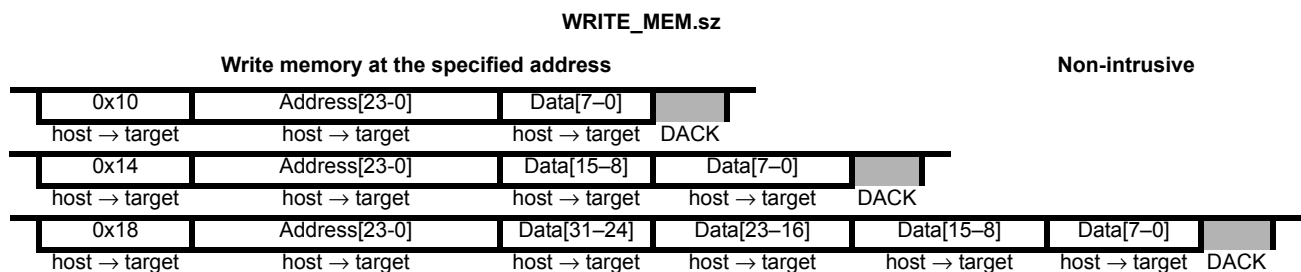 WRITE_MEM.sz
Write memory at the specified address Non-intrusive
0x10 Address[23-0] Data[7–0]
host → target host → target host → target DACK
0x14 Address[23-0] Data[15–8] Data[7–0]
host → target host → target host → target host → target DACK
0x18 Address[23-0] Data[31–24] Data[23–16] Data[15–8] Data[7–0]
host → target host → target host → target host → target host → target host → target DACK